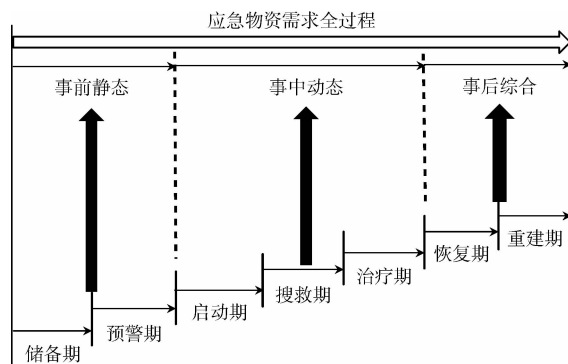 应急物资需求全过程
事前静态
事中动态
事后综合
储备期
预警期
启动期
搜救期
治疗期
恢复期
重建期